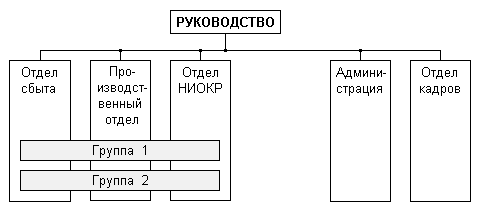 РУКОВОДСТВО
Отдел
сбыта
Про-
изводст-
венный
отдел
Отдел
НИОКР
Админи-
страция
Отдел
кадров
Группа 1
Группа 2